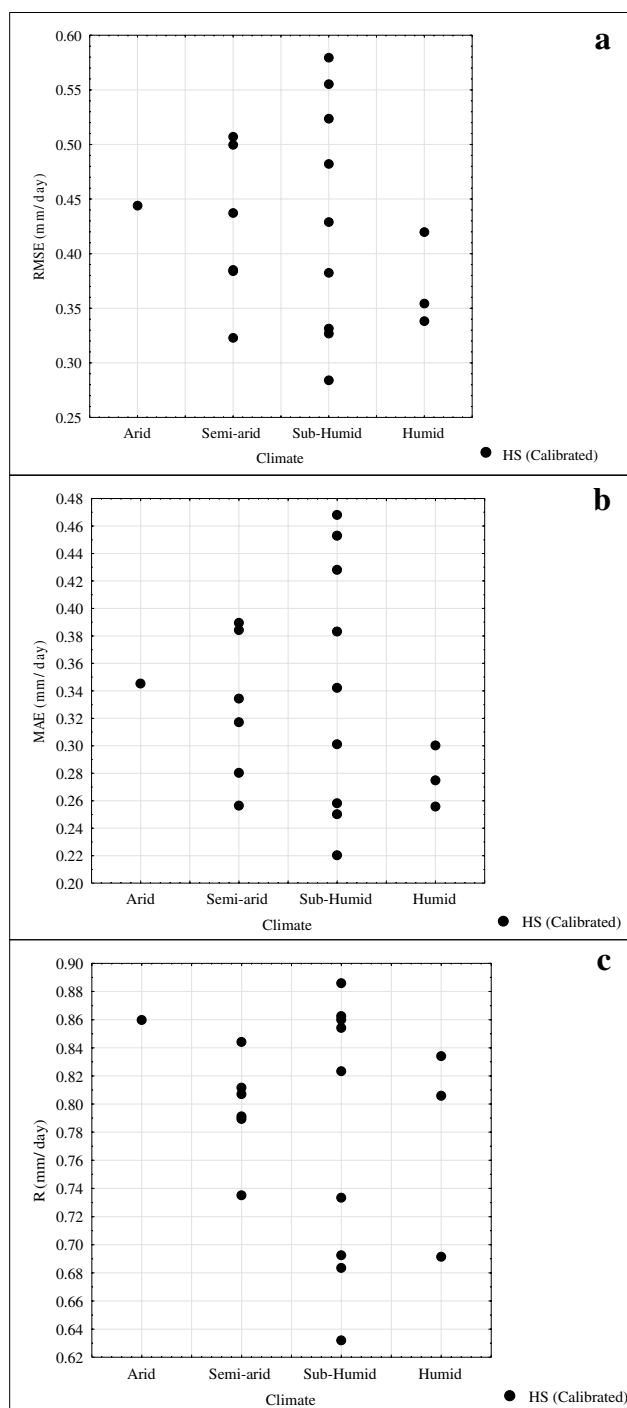 a
0.60
0.55
0.50
0.45
0.40
0.35
0.30
0.25
RMSE (mm/day)
Arid Semi-arid Sub-Humid Humid
Climate
HS (Calibrated)
b
0.48
0.46
0.44
0.42
0.40
0.38
0.36
0.34
0.32
0.30
0.28
0.26
0.24
0.22
0.20
MAE (mm/day)
Arid Semi-arid Sub-Humid Humid
Climate
HS (Calibrated)
c
0.90
0.88
0.86
0.84
0.82
0.80
0.78
0.76
0.74
0.72
0.70
0.68
0.66
0.64
0.62
R (mm/day)
Arid Semi-arid Sub-Humid Humid
Climate
HS (Calibrated)